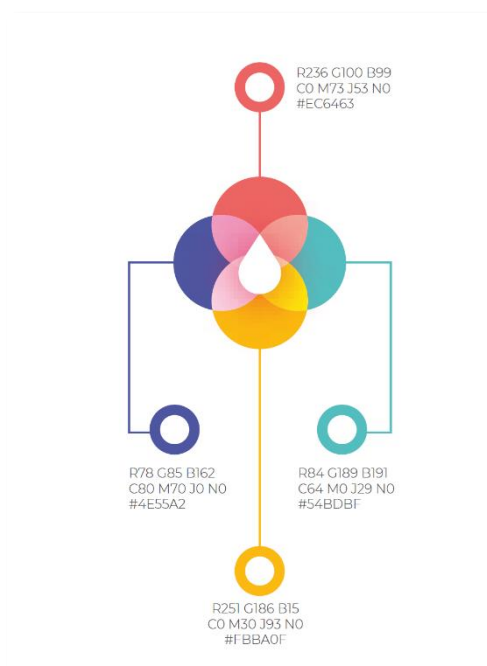 R236 G100 B99
C0 M73 J53 N0
#EC6463
R78 G85 B162
C80 M70 J0 N0
#4E55A2
R84 G189 B191
C64 M0 J29 N0
#54BDBF
R251 G186 B15
C0 M30 J93 N0
#FBBA0F